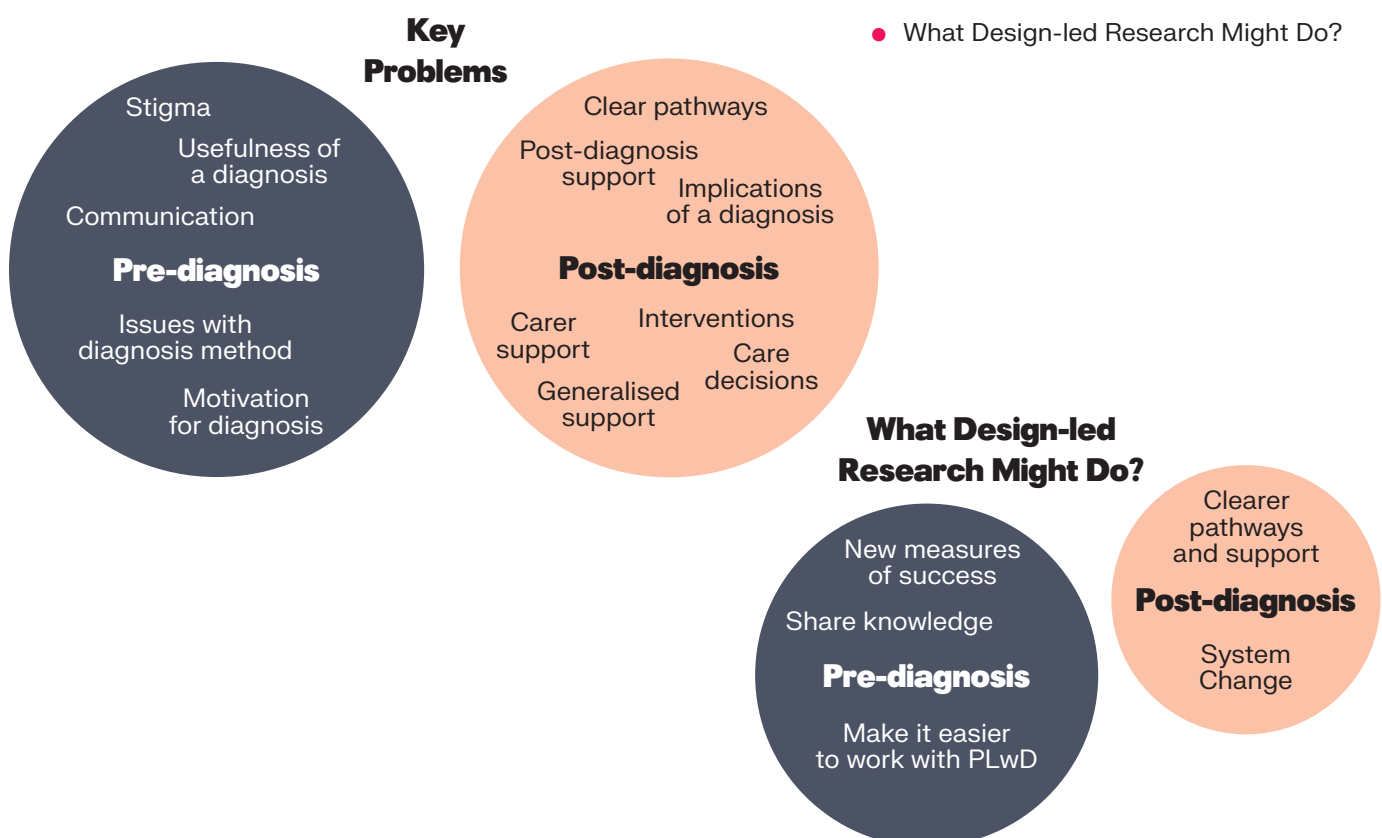 Key
Problems
• What Design-led Research Might Do?
Stigma
Usefulness of
a diagnosis
Communication
Pre-diagnosis
Issues with
diagnosis method
Motivation
for diagnosis
Clear pathways
Post-diagnosis
support
Implications
of a diagnosis
Post-diagnosis
Carer
support
Interventions
Care
decisions
Generalised
support
What Design-led
Research Might Do?
New measures
of success
Share knowledge
Pre-diagnosis
Make it easier
to work with PLwD
Clearer
pathways
and support
Post-diagnosis
System
Change